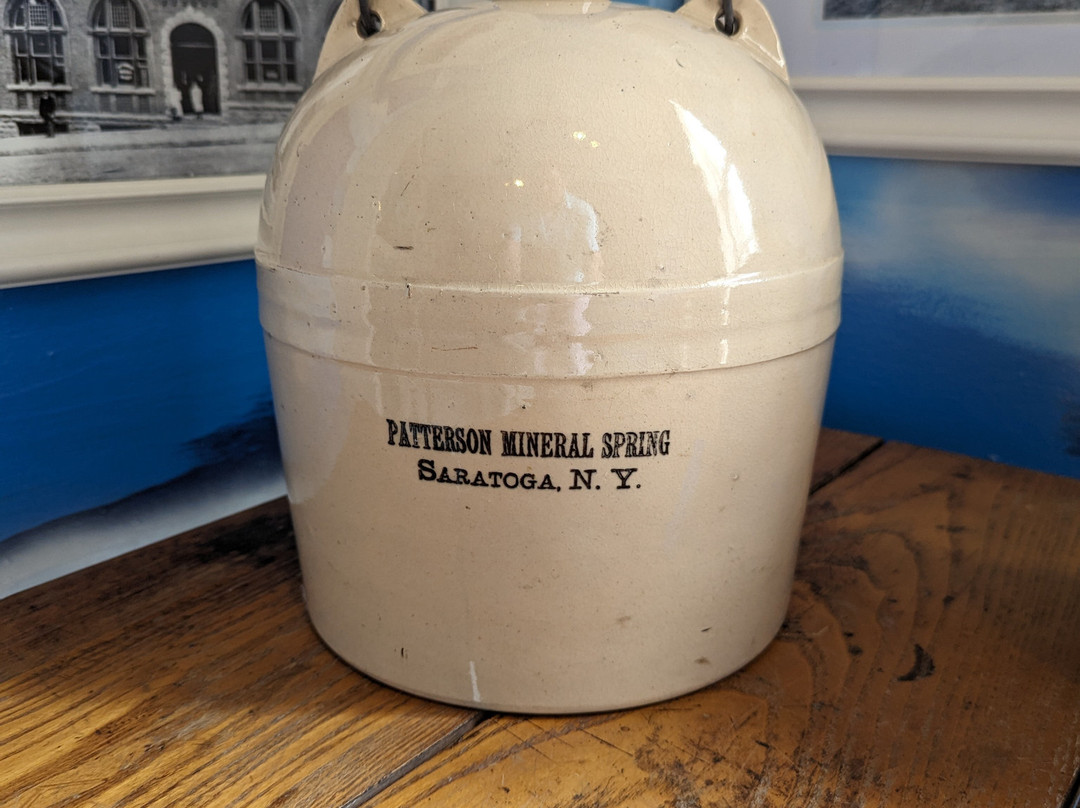 PATTERSON MINERAL SPRING
SARATOGA, N. Y.